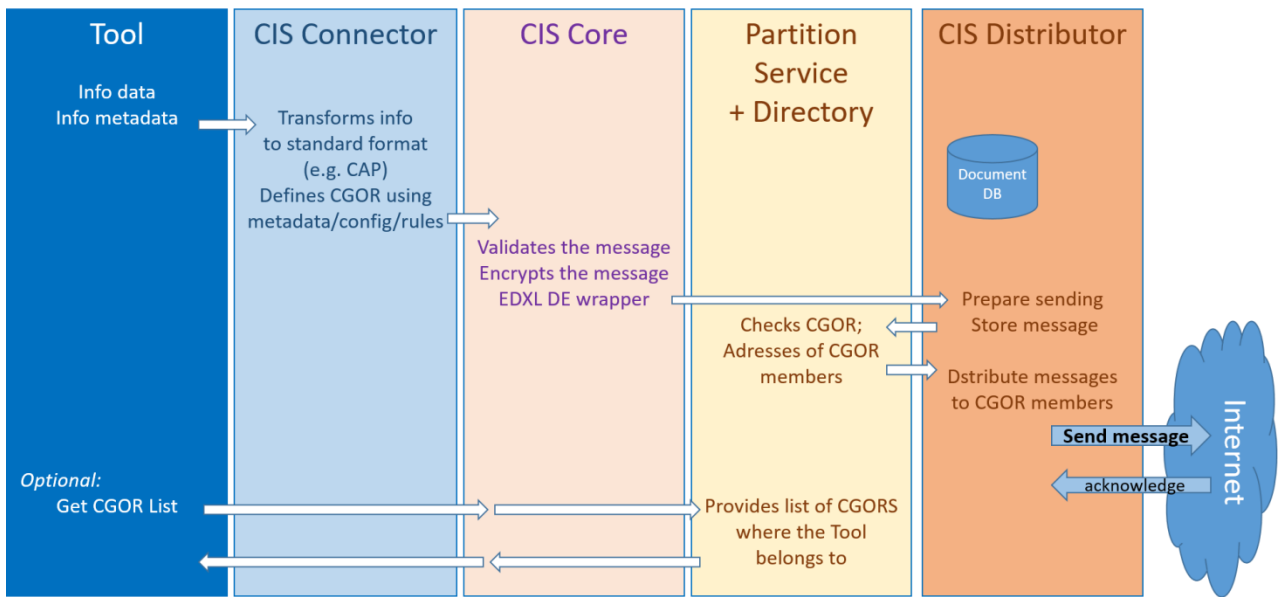 Tool
Info data
Info metadata
CIS Connector
Transforms info
to standard format
(e.g. CAP)
Defines CGOR using
metadata/config/rules
CIS Core
Validates the message
Encrypts the message
EDXL DE wrapper
Partition
Service
+ Directory
Checks CGOR;
Adresses of CGOR
members
CIS Distributor
Document
DB
Prepare sending
Store message
Dstribute messages
to CGOR members
Send message
acknowledge
Internet
Optional:
Get CGOR List
Provides list of CGORS
where the Tool
belongs to